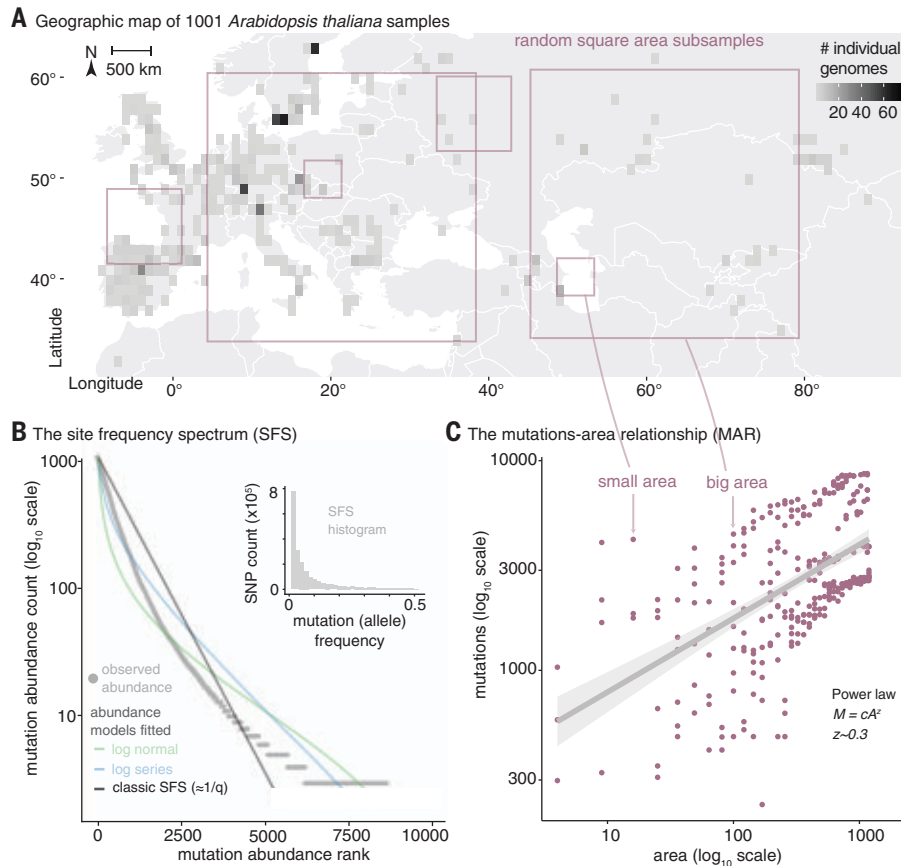 A Geographic map of 1001 Arabidopsis thaliana samples
N
500 km
random square area subsamples
# individual
genomes
20 40 60
60°
50°
40°
Latitude
Longitude
0°
20°
40°
60°
80°
B The site frequency spectrum (SFS)
1000
100
10
mutation abundance count (log10 scale)
observed
abundance
abundance
models fitted
log normal
log series
classic SFS (≈1/q)
0
2500
5000
7500
10000
mutation abundance rank
8
4
0
SNP count (x10⁵)
SFS
histogram
0
0.5
mutation (allele)
frequency
C The mutations-area relationship (MAR)
small area
big area
10000
3000
1000
300
mutations (log10 scale)
Power law
M = cAᶻ
z~0.3
10
100
1000
area (log10 scale)